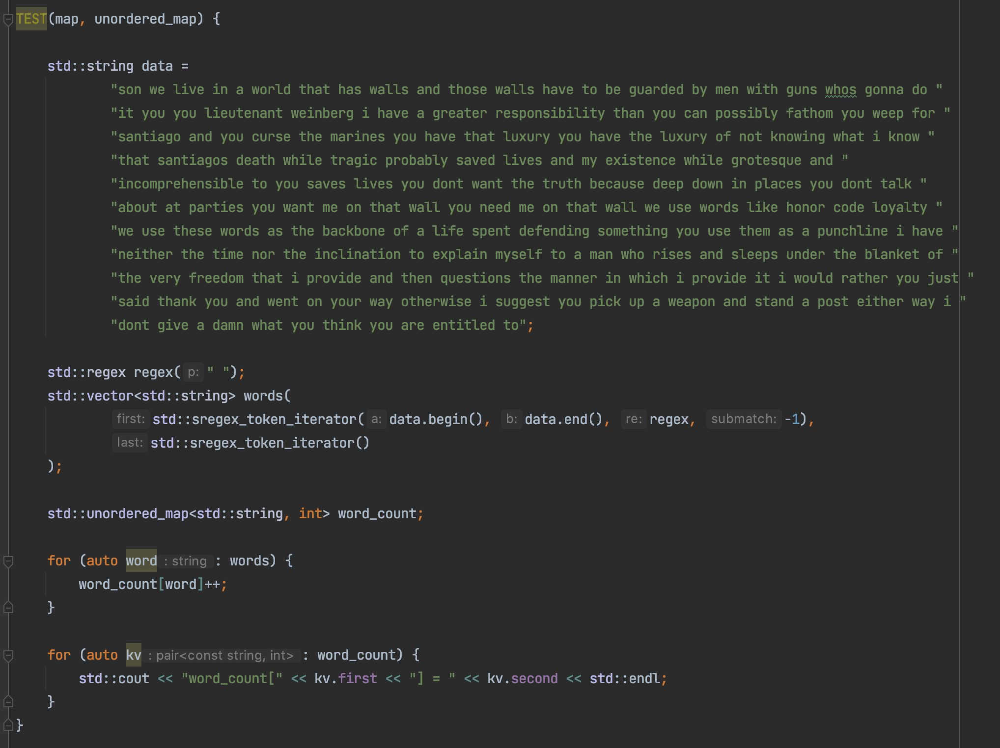 TEST(map, unordered_map) {
std::string data =
"son we live in a world that has walls and those walls have to be guarded by men with guns whos gonna do "
"it you you lieutenant weinberg i have a greater responsibility than you can possibly fathom you weep for "
"santiago and you curse the marines you have that luxury you have the luxury of not knowing what i know "
"that santiagos death while tragic probably saved lives and my existence while grotesque and "
"incomprehensible to you saves lives you dont want the truth because deep down in places you dont talk "
"about at parties you want me on that wall you need me on that wall we use words like honor code loyalty "
"we use these words as the backbone of a life spent defending something you use them as a punchline i have "
"neither the time nor the inclination to explain myself to a man who rises and sleeps under the blanket of "
"the very freedom that i provide and then questions the manner in which i provide it i would rather you just "
"said thank you and went on your way otherwise i suggest you pick up a weapon and stand a post either way i "
"dont give a damn what you think you are entitled to";
std::regex regex( p: " ");
std::vector<std::string> words(
first: std::sregex_token_iterator( a: data.begin(), b: data.end(), re: regex, submatch: -1),
last: std::sregex_token_iterator()
);
std::unordered_map<std::string, int> word_count;
for (auto word : string : words) {
word_count[word]++;
}
for (auto kv : pair<const string, int> : word_count) {
std::cout << "word_count[" << kv.first << "] = " << kv.second << std::endl;
}
}